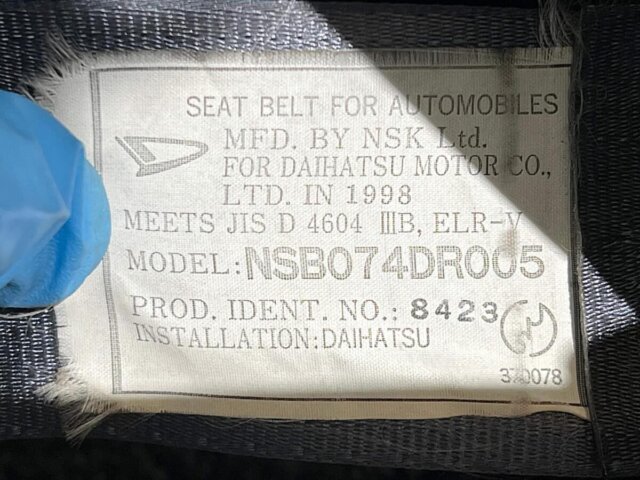 SEAT BELT FOR AUTOMOBILES
MFD. BY NSK Ltd.
FOR DAIHATSU MOTOR CO.,
LTD. IN 1998
MEETS JIS D 4604 IIIB, ELR-V
MODEL: NSB074DR005
PROD. IDENT. NO.: 8423
INSTALLATION: DAIHATSU
370078